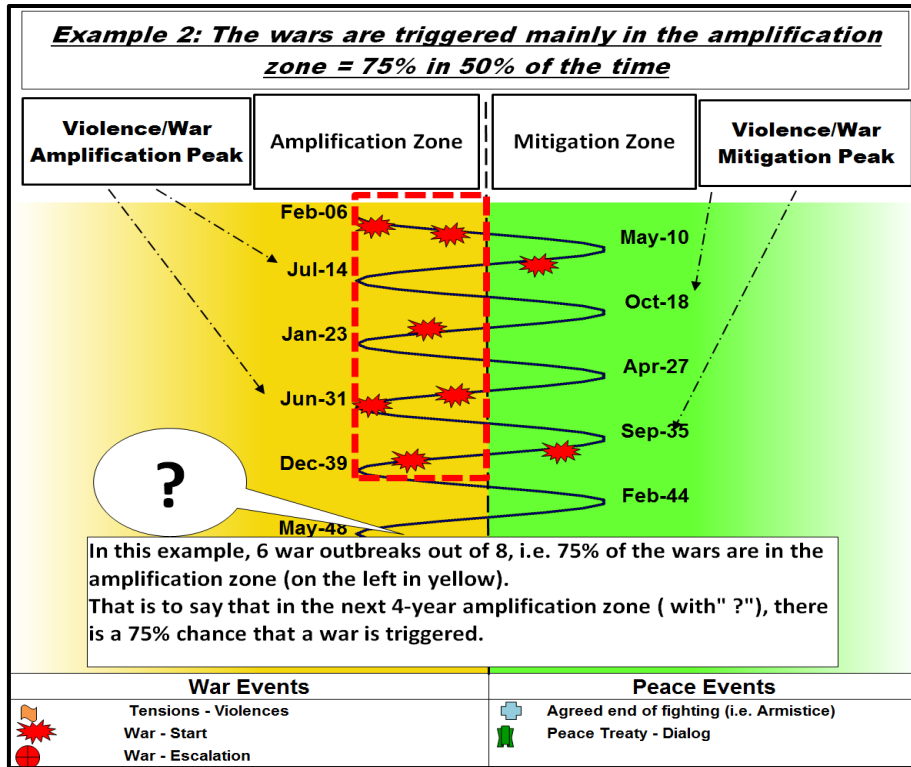 Example 2: The wars are triggered mainly in the amplification
zone = 75% in 50% of the time
Violence/War
Amplification Peak
Amplification Zone
Mitigation Zone
Violence/War
Mitigation Peak
Feb-06
May-10
Jul-14
Oct-18
Jan-23
Apr-27
Jun-31
Sep-35
Dec-39
?
Feb-44
May-48
In this example, 6 war outbreaks out of 8, i.e. 75% of the wars are in the
amplification zone (on the left in yellow).
That is to say that in the next 4-year amplification zone ( with" ?"), there
is a 75% chance that a war is triggered.
War Events
Peace Events
Tensions - Violences
Agreed end of fighting (i.e. Armistice)
War - Start
Peace Treaty - Dialog
War - Escalation